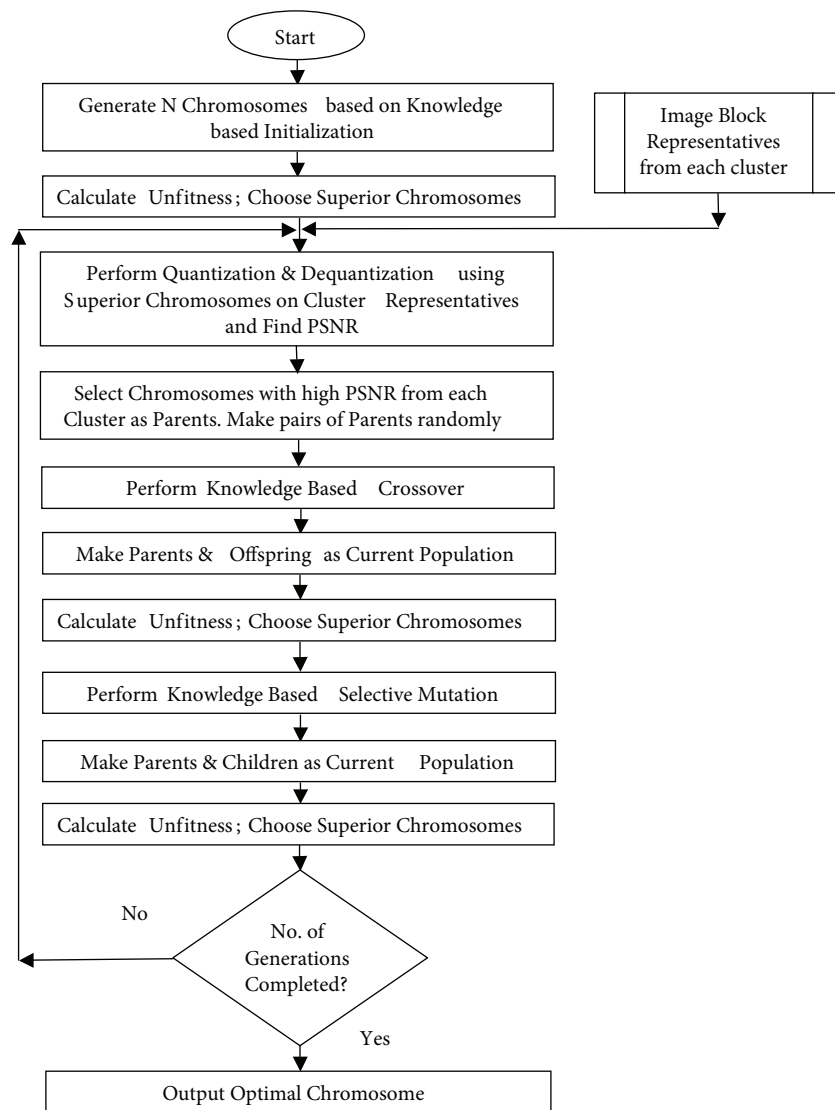 Start
Generate N Chromosomes based on Knowledge
based Initialization
Image Block
Representatives
from each cluster
Calculate Unfitness; Choose Superior Chromosomes
Perform Quantization & Dequantization using
Superior Chromosomes on Cluster Representatives
and Find PSNR
Select Chromosomes with high PSNR from each
Cluster as Parents. Make pairs of Parents randomly
Perform Knowledge Based Crossover
Make Parents & Offspring as Current Population
Calculate Unfitness; Choose Superior Chromosomes
Perform Knowledge Based Selective Mutation
Make Parents & Children as Current Population
Calculate Unfitness; Choose Superior Chromosomes
No
No. of
Generations
Completed?
Yes
Output Optimal Chromosome